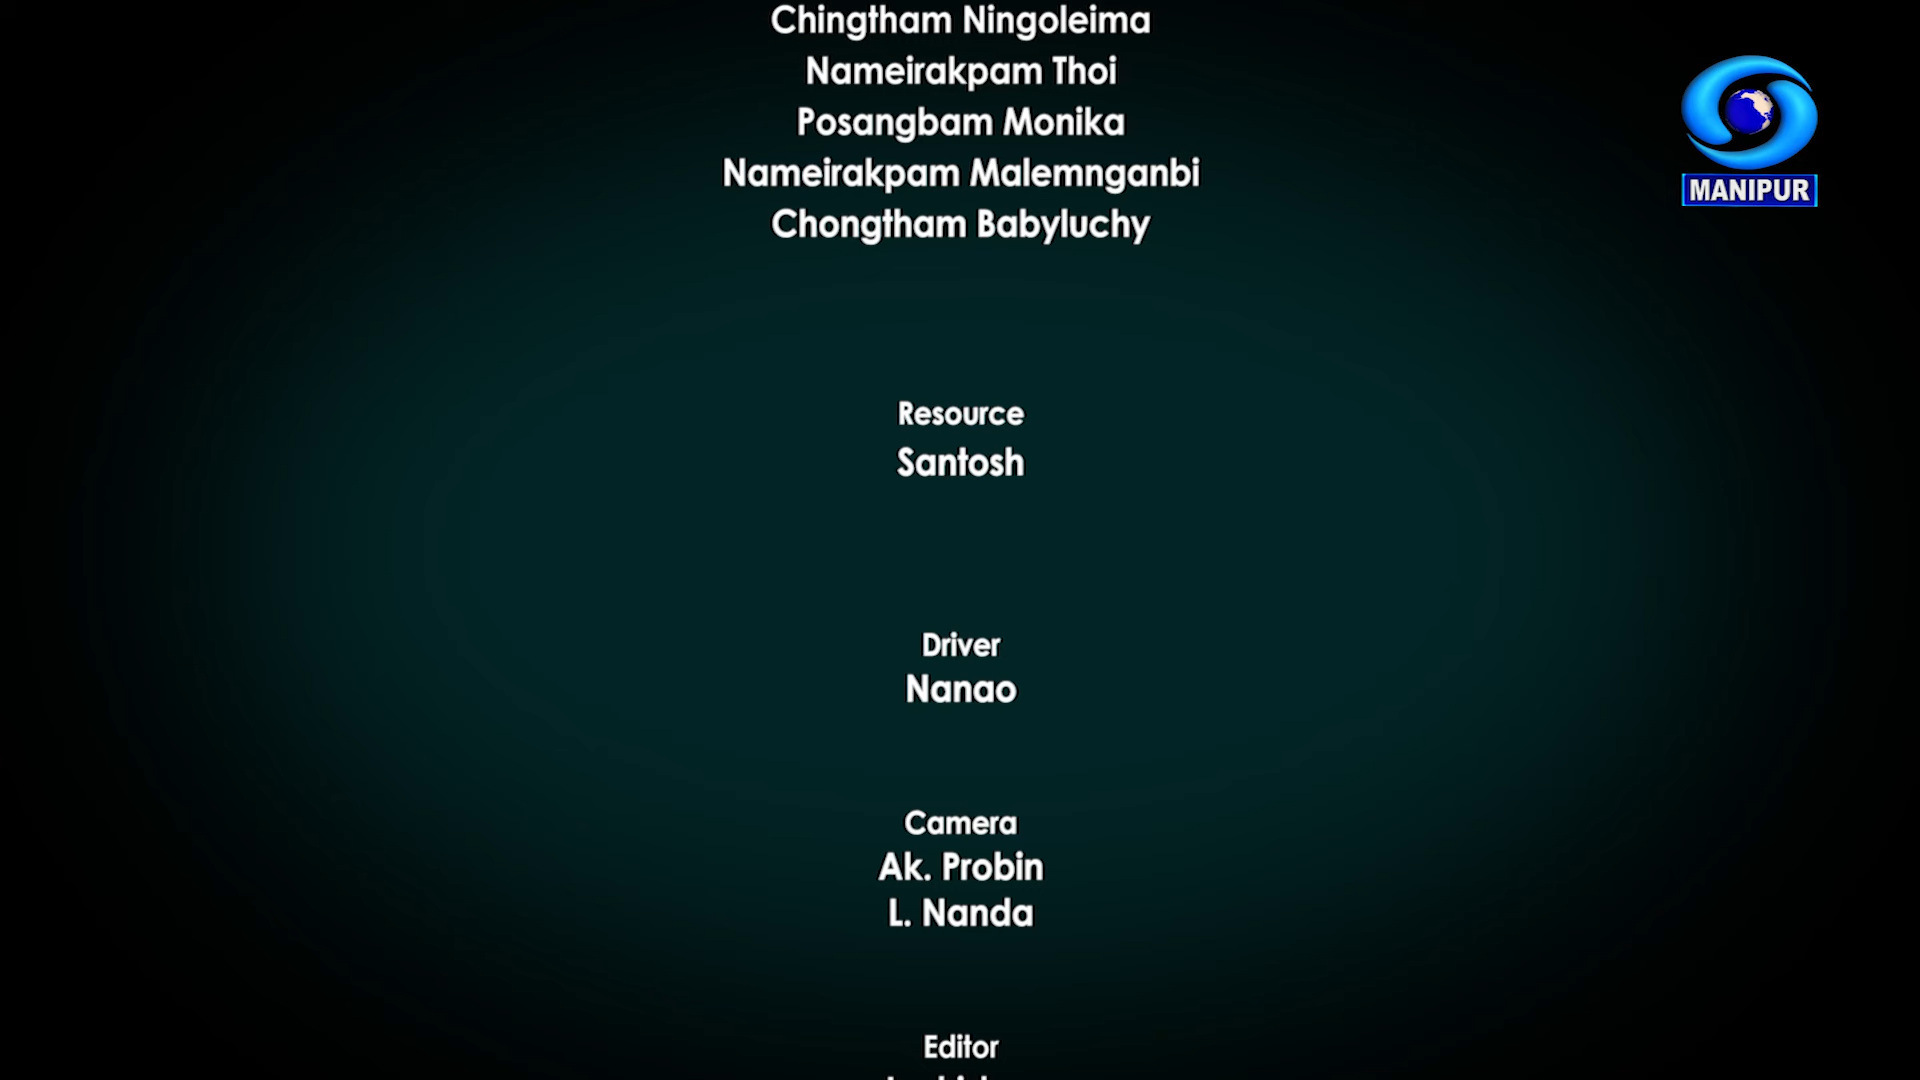 Chingtham Ningoleima
Nameirakpam Thoi
Posangbam Monika
Nameirakpam Malemnganbi
Chongtham Babyluchy
MANIPUR
Resource
Santosh
Driver
Nanao
Camera
Ak. Probin
L. Nanda
Editor